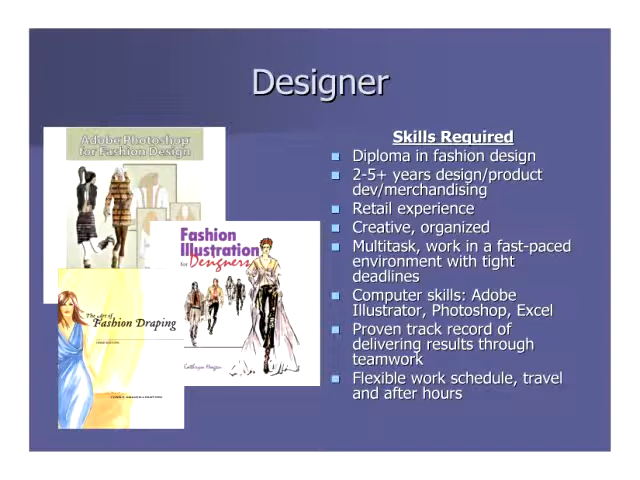 Designer
Adobe Photoshop
for Fashion Design
Fashion
Illustration
for Designers
Kathryn Hagen
The Art of
Fashion Draping
Skills Required
Diploma in fashion design
2-5+ years design/product
dev/merchandising
Retail experience
Creative, organized
Multitask, work in a fast-paced
environment with tight
deadlines
Computer skills: Adobe
Illustrator, Photoshop, Excel
Proven track record of
delivering results through
teamwork
Flexible work schedule, travel
and after hours